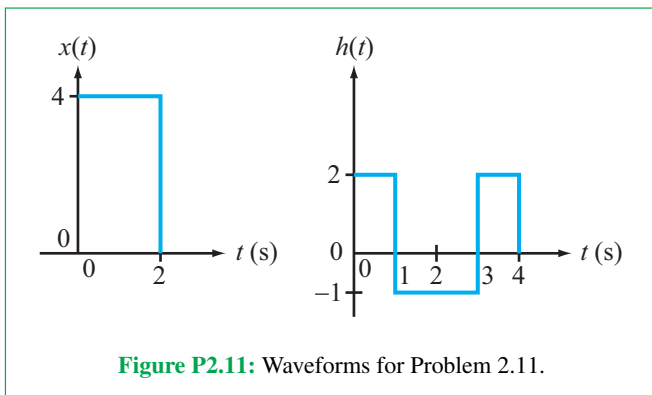 x(t)
4
0
0
2
t (s)
h(t)
2
0
−1
0
1
2
3
4
t (s)
Figure P2.11: Waveforms for Problem 2.11.